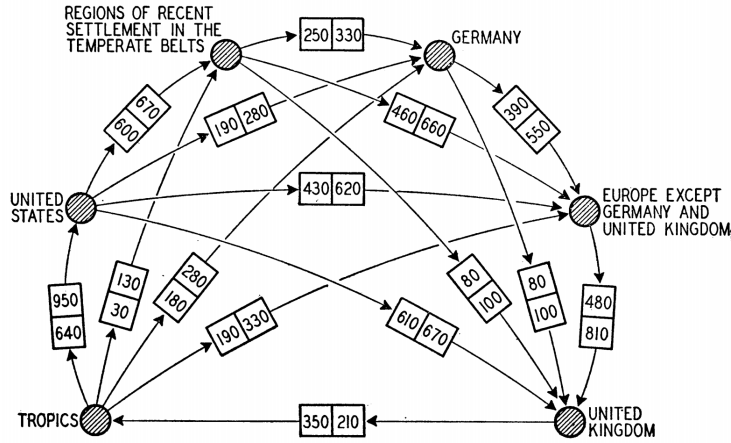 REGIONS OF RECENT
SETTLEMENT IN THE
TEMPERATE BELTS
250 330
GERMANY
670
600
190 280
460 660
390
550
UNITED
STATES
430 620
EUROPE EXCEPT
GERMANY AND
UNITED KINGDOM
950
640
130
30
280
180
190 330
610 670
80
100
80
100
480
810
TROPICS
350 210
UNITED
KINGDOM